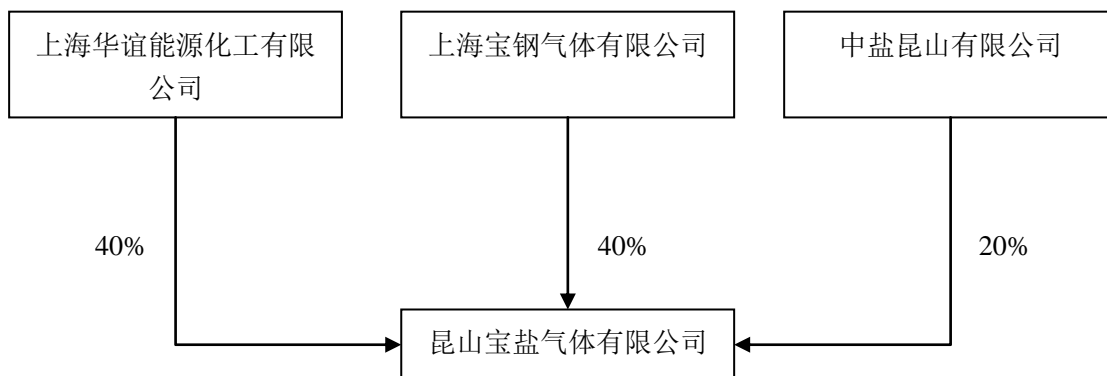 上海华谊能源化工有限
公司
上海宝钢气体有限公司
中盐昆山有限公司
40%
40%
20%
昆山宝盐气体有限公司